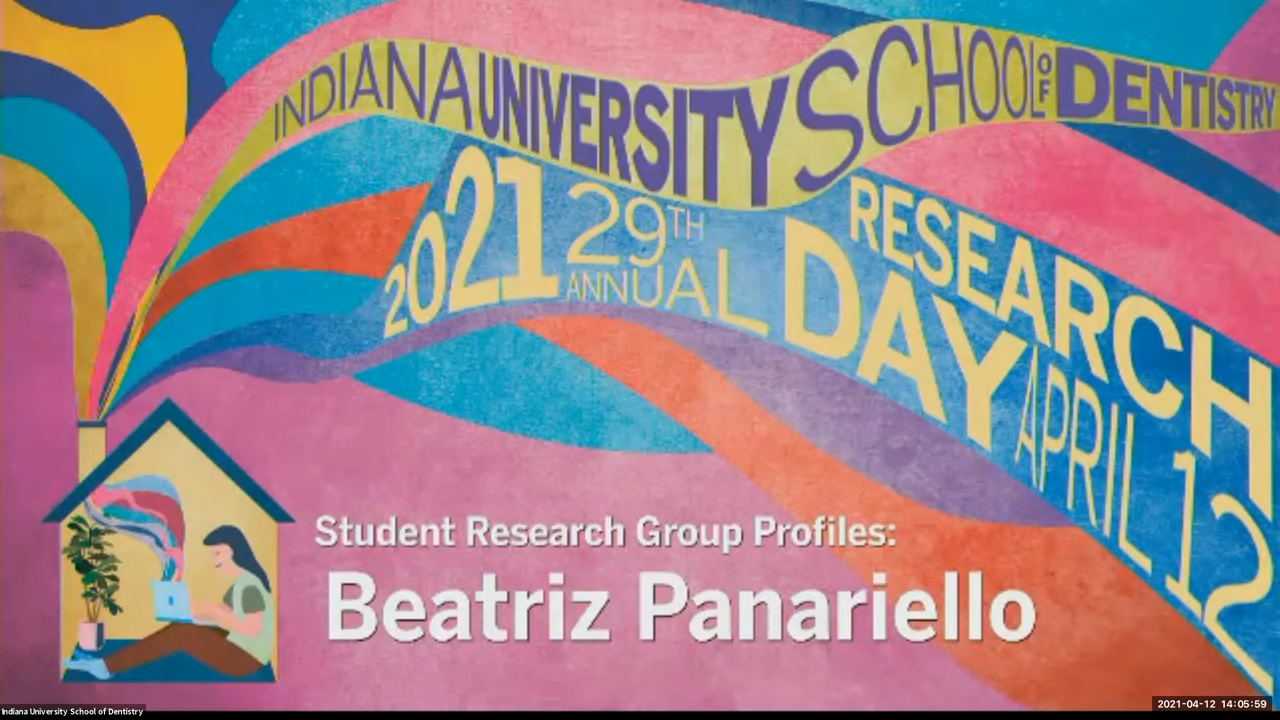 INDIANA UNIVERSITY SCHOOL OF DENTISTRY
2021 29TH ANNUAL RESEARCH DAY APRIL 12
Student Research Group Profiles:
Beatriz Panariello
Indiana University School of Dentistry
2021-04-12 14:05:59